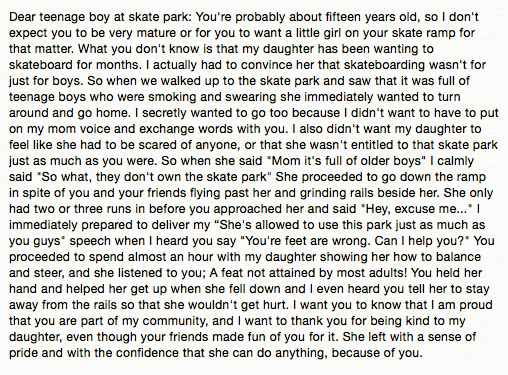 Dear teenage boy at skate park: You're probably about fifteen years old, so I don't
expect you to be very mature or for you to want a little girl on your skate ramp for
that matter. What you don't know is that my daughter has been wanting to
skateboard for months. I actually had to convince her that skateboarding wasn't for
just for boys. So when we walked up to the skate park and saw that it was full of
teenage boys who were smoking and swearing she immediately wanted to turn
around and go home. I secretly wanted to go too because I didn't want to have to put
on my mom voice and exchange words with you. I also didn't want my daughter to
feel like she had to be scared of anyone, or that she wasn't entitled to that skate park
just as much as you were. So when she said "Mom it's full of older boys" I calmly
said "So what, they don't own the skate park" She proceeded to go down the ramp
in spite of you and your friends flying past her and grinding rails beside her. She only
had two or three runs in before you approached her and said "Hey, excuse me..." I
immediately prepared to deliver my "She's allowed to use this park just as much as
you guys" speech when I heard you say "You're feet are wrong. Can I help you?" You
proceeded to spend almost an hour with my daughter showing her how to balance
and steer, and she listened to you; A feat not attained by most adults! You held her
hand and helped her get up when she fell down and I even heard you tell her to stay
away from the rails so that she wouldn't get hurt. I want you to know that I am proud
that you are part of my community, and I want to thank you for being kind to my
daughter, even though your friends made fun of you for it. She left with a sense of
pride and with the confidence that she can do anything, because of you.